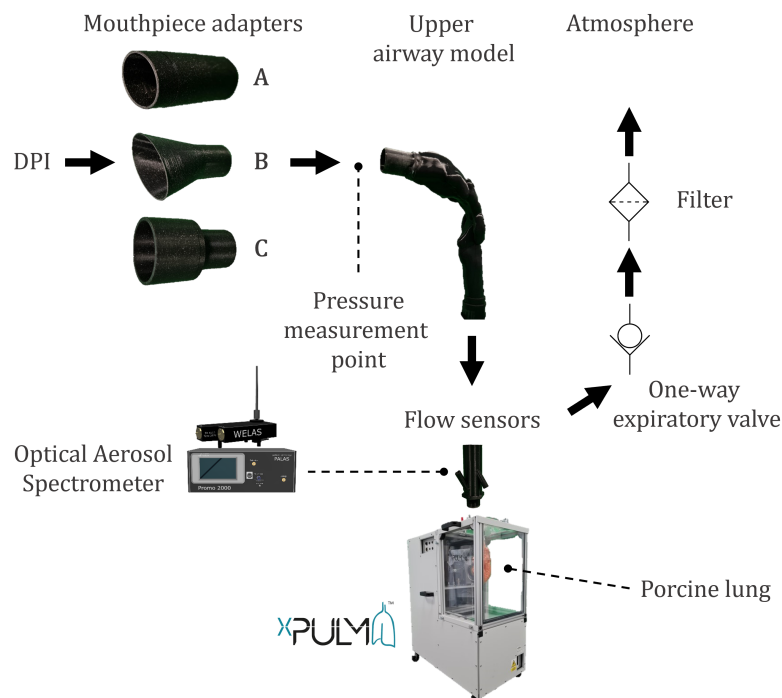 Mouthpiece adapters
Upper
airway model
Atmosphere
A
DPI
B
C
Filter
Pressure
measurement
point
One-way
expiratory valve
Flow sensors
Optical Aerosol
Spectrometer
WELAS
PALAS
Promo 2000
Porcine lung
xPULM™